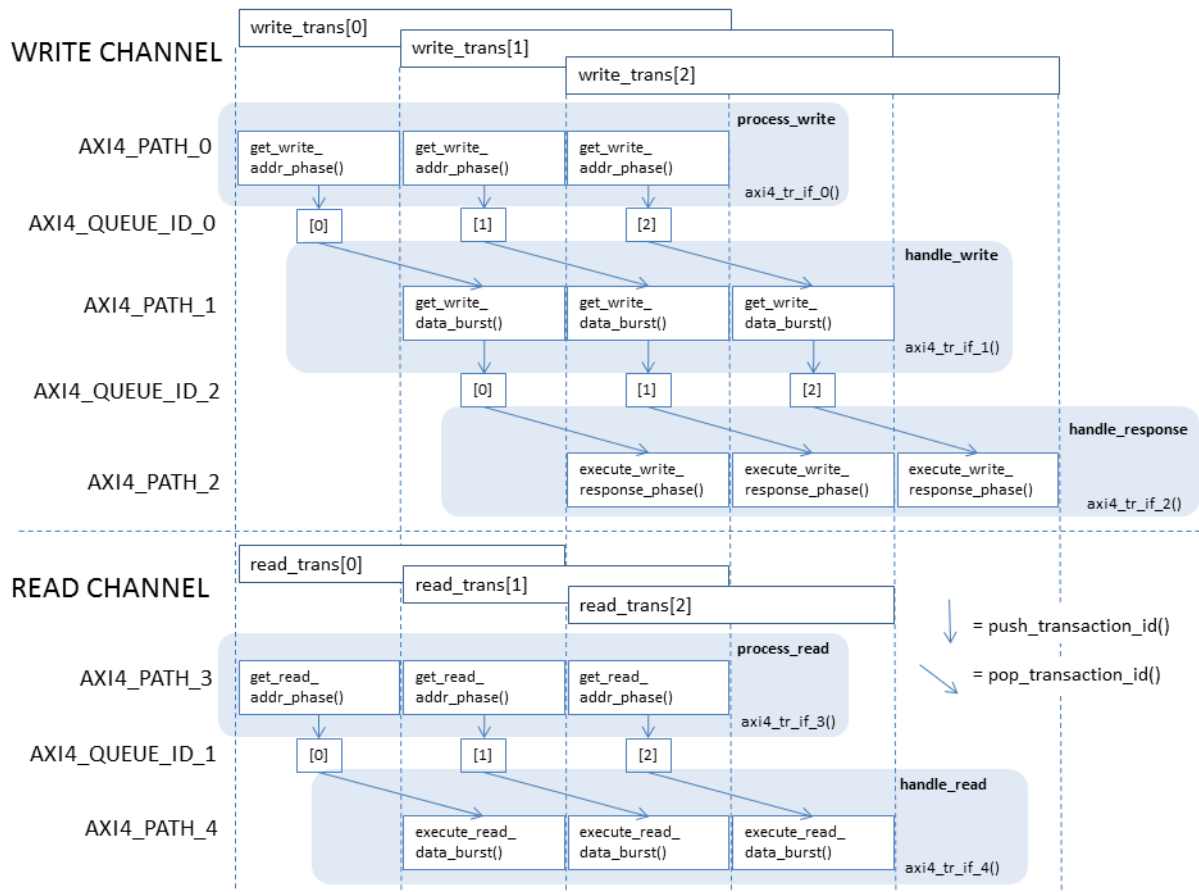 write_trans[0]
WRITE CHANNEL
write_trans[1]
write_trans[2]
process_write
AXI4_PATH_0
get_write_
addr_phase()
get_write_
addr_phase()
get_write_
addr_phase()
axi4_tr_if_0()
AXI4_QUEUE_ID_0
[0]
[1]
[2]
handle_write
AXI4_PATH_1
get_write_
data_burst()
get_write_
data_burst()
get_write_
data_burst()
axi4_tr_if_1()
AXI4_QUEUE_ID_2
[0]
[1]
[2]
handle_response
AXI4_PATH_2
execute_write_
response_phase()
execute_write_
response_phase()
execute_write_
response_phase()
axi4_tr_if_2()
read_trans[0]
READ CHANNEL
read_trans[1]
read_trans[2]
= push_transaction_id()
process_read
AXI4_PATH_3
get_read_
addr_phase()
get_read_
addr_phase()
get_read_
addr_phase()
= pop_transaction_id()
axi4_tr_if_3()
AXI4_QUEUE_ID_1
[0]
[1]
[2]
handle_read
AXI4_PATH_4
execute_read_
data_burst()
execute_read_
data_burst()
execute_read_
data_burst()
axi4_tr_if_4()